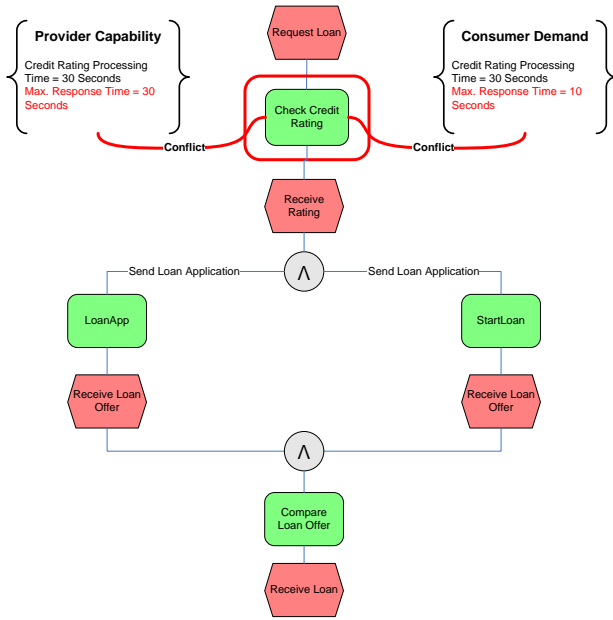 Provider Capability
Credit Rating Processing
Time = 30 Seconds
Max. Response Time = 30
Seconds
Request Loan
Consumer Demand
Credit Rating Processing
Time = 30 Seconds
Max. Response Time = 10
Seconds
Check Credit
Rating
Conflict
Conflict
Receive
Rating
Λ
Send Loan Application
Send Loan Application
LoanApp
StartLoan
Receive Loan
Offer
Receive Loan
Offer
Λ
Compare
Loan Offer
Receive Loan